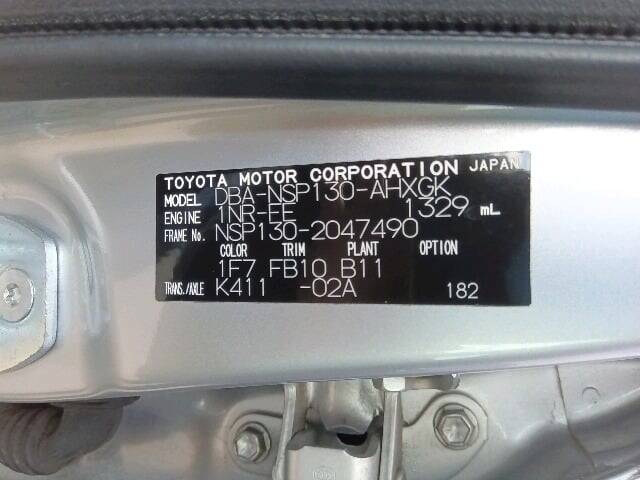 TOYOTA MOTOR CORPORATION JAPAN
MODEL DBA-NSP130-AHXGK
ENGINE 1NR-FE 1329 mL
FRAME No. NSP130-2047490
COLOR TRIM PLANT OPTION
1F7 FB10 B11
TRANS./AXLE K411 -02A 182